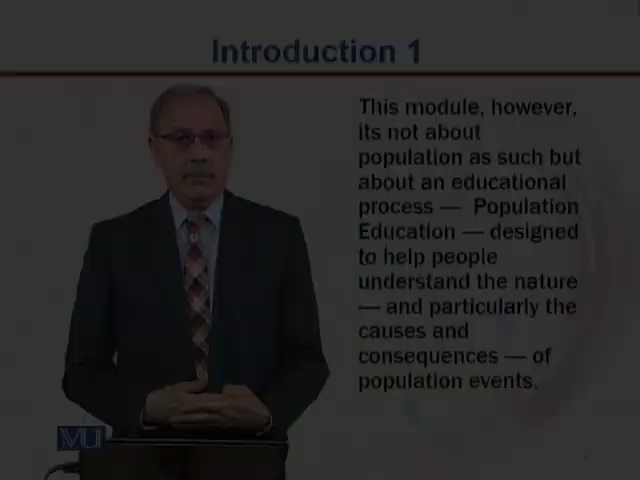 Introduction 1
This module, however,
its not about
population as such but
about an educational
process — Population
Education — designed
to help people
understand the nature
— and particularly the
causes and
consequences — of
population events.
VU